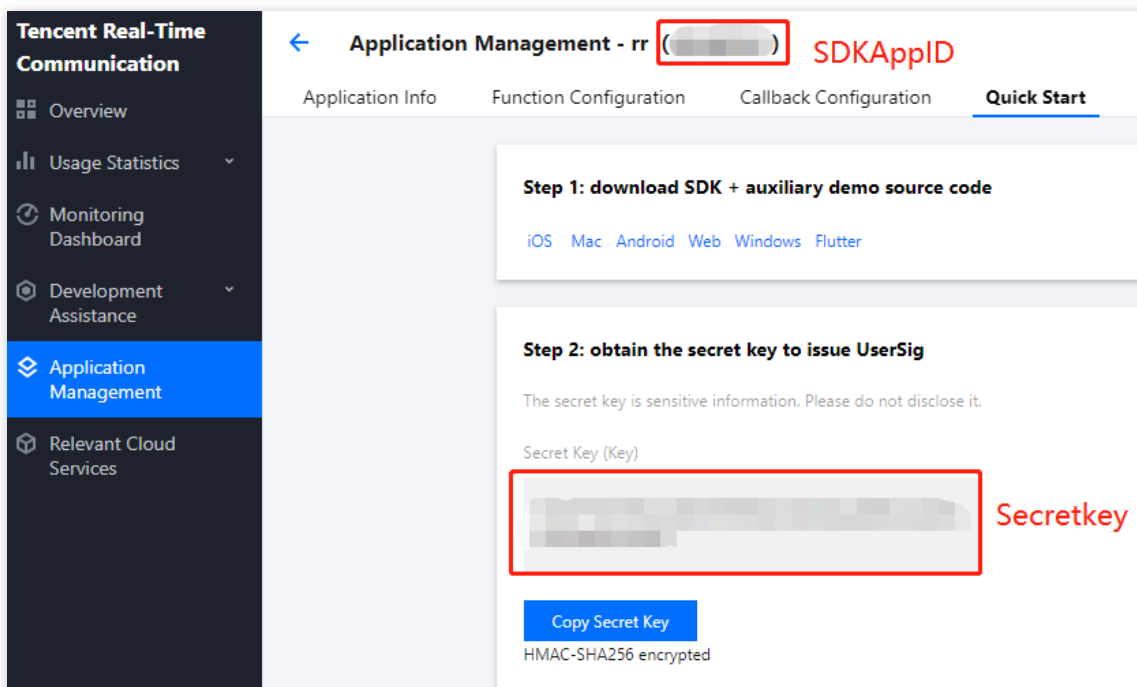 Tencent Real-Time
Communication
Overview
Usage Statistics
Monitoring
Dashboard
Development
Assistance
Application
Management
Relevant Cloud
Services
Application Management - rr ( )
SDKAppID
Application Info
Function Configuration
Callback Configuration
Quick Start
Step 1: download SDK + auxiliary demo source code
iOS Mac Android Web Windows Flutter
Step 2: obtain the secret key to issue UserSig
The secret key is sensitive information. Please do not disclose it.
Secret Key (Key)
Secretkey
Copy Secret Key
HMAC-SHA256 encrypted